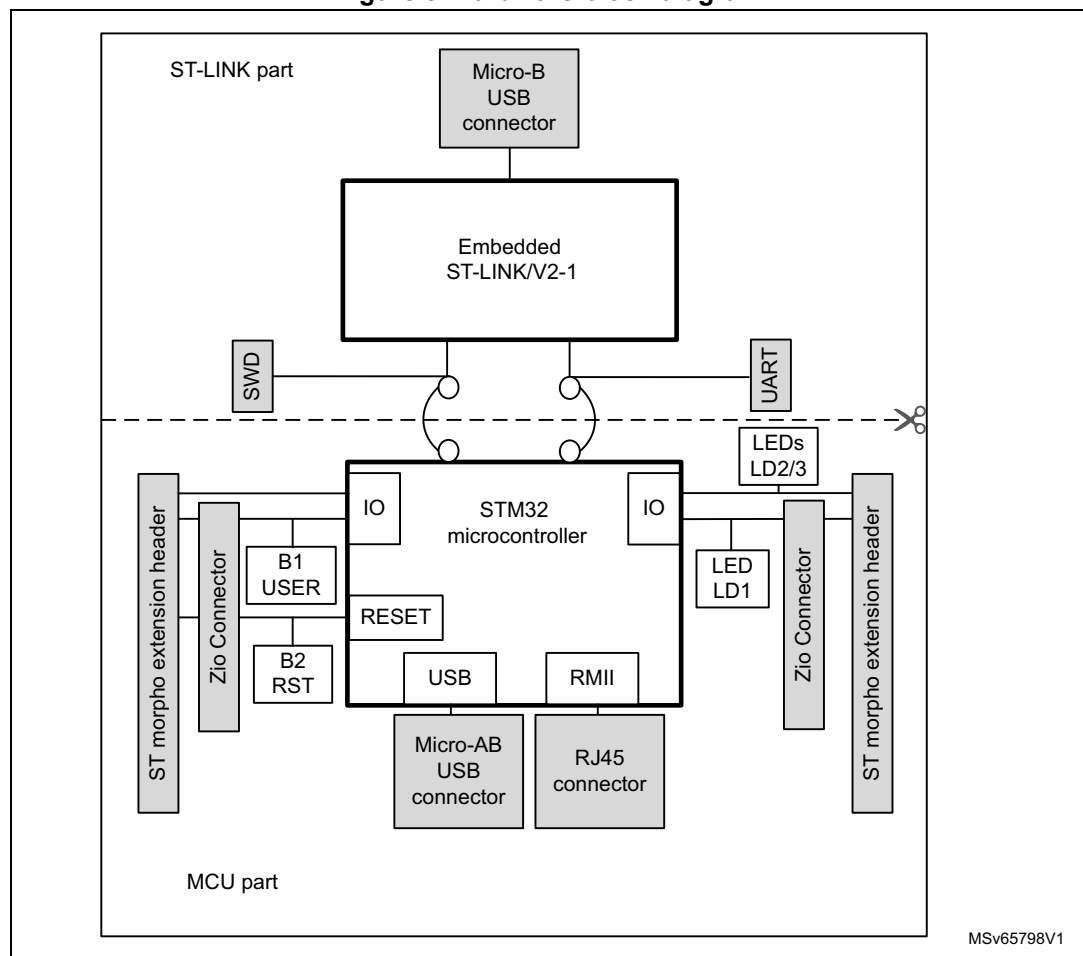 ST-LINK part
Micro-B
USB
connector
Embedded
ST-LINK/V2-1
SWD
UART
LEDs
LD2/3
ST morpho extension header
Zio Connector
IO
STM32
microcontroller
IO
B1
USER
LED
LD1
Zio Connector
ST morpho extension header
RESET
B2
RST
USB
RMII
Micro-AB
USB
connector
RJ45
connector
MCU part
MSv65798V1